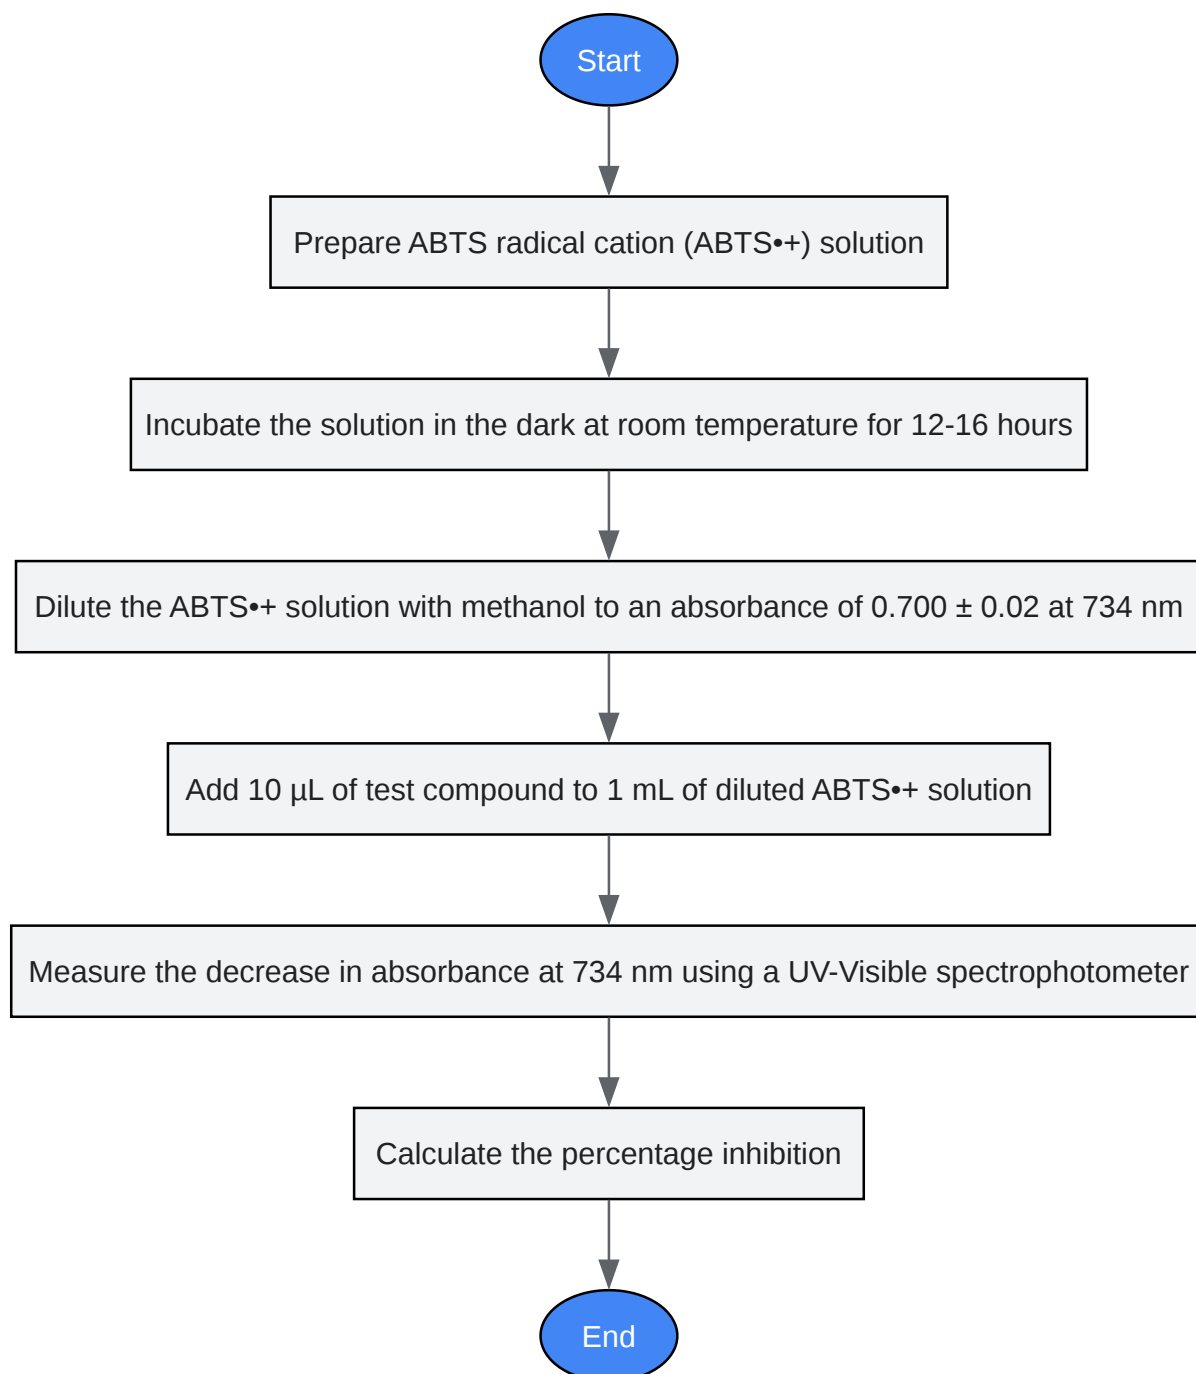 Start
Prepare ABTS radical cation (ABTS•+) solution
Incubate the solution in the dark at room temperature for 12-16 hours
Dilute the ABTS•+ solution with methanol to an absorbance of 0.700 ± 0.02 at 734 nm
Add 10 µL of test compound to 1 mL of diluted ABTS•+ solution
Measure the decrease in absorbance at 734 nm using a UV-Visible spectrophotometer
Calculate the percentage inhibition
End